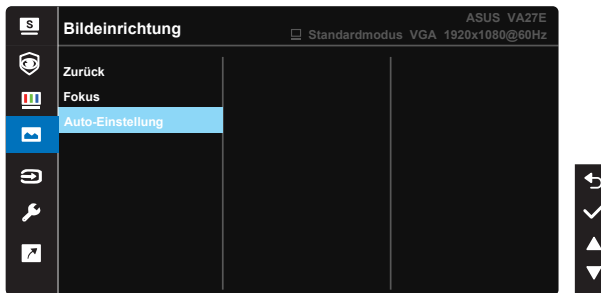 S
Bildeinrichtung
ASUS VA27E
Standardmodus VGA 1920x1080@60Hz
Zurück
Fokus
Auto-Einstellung